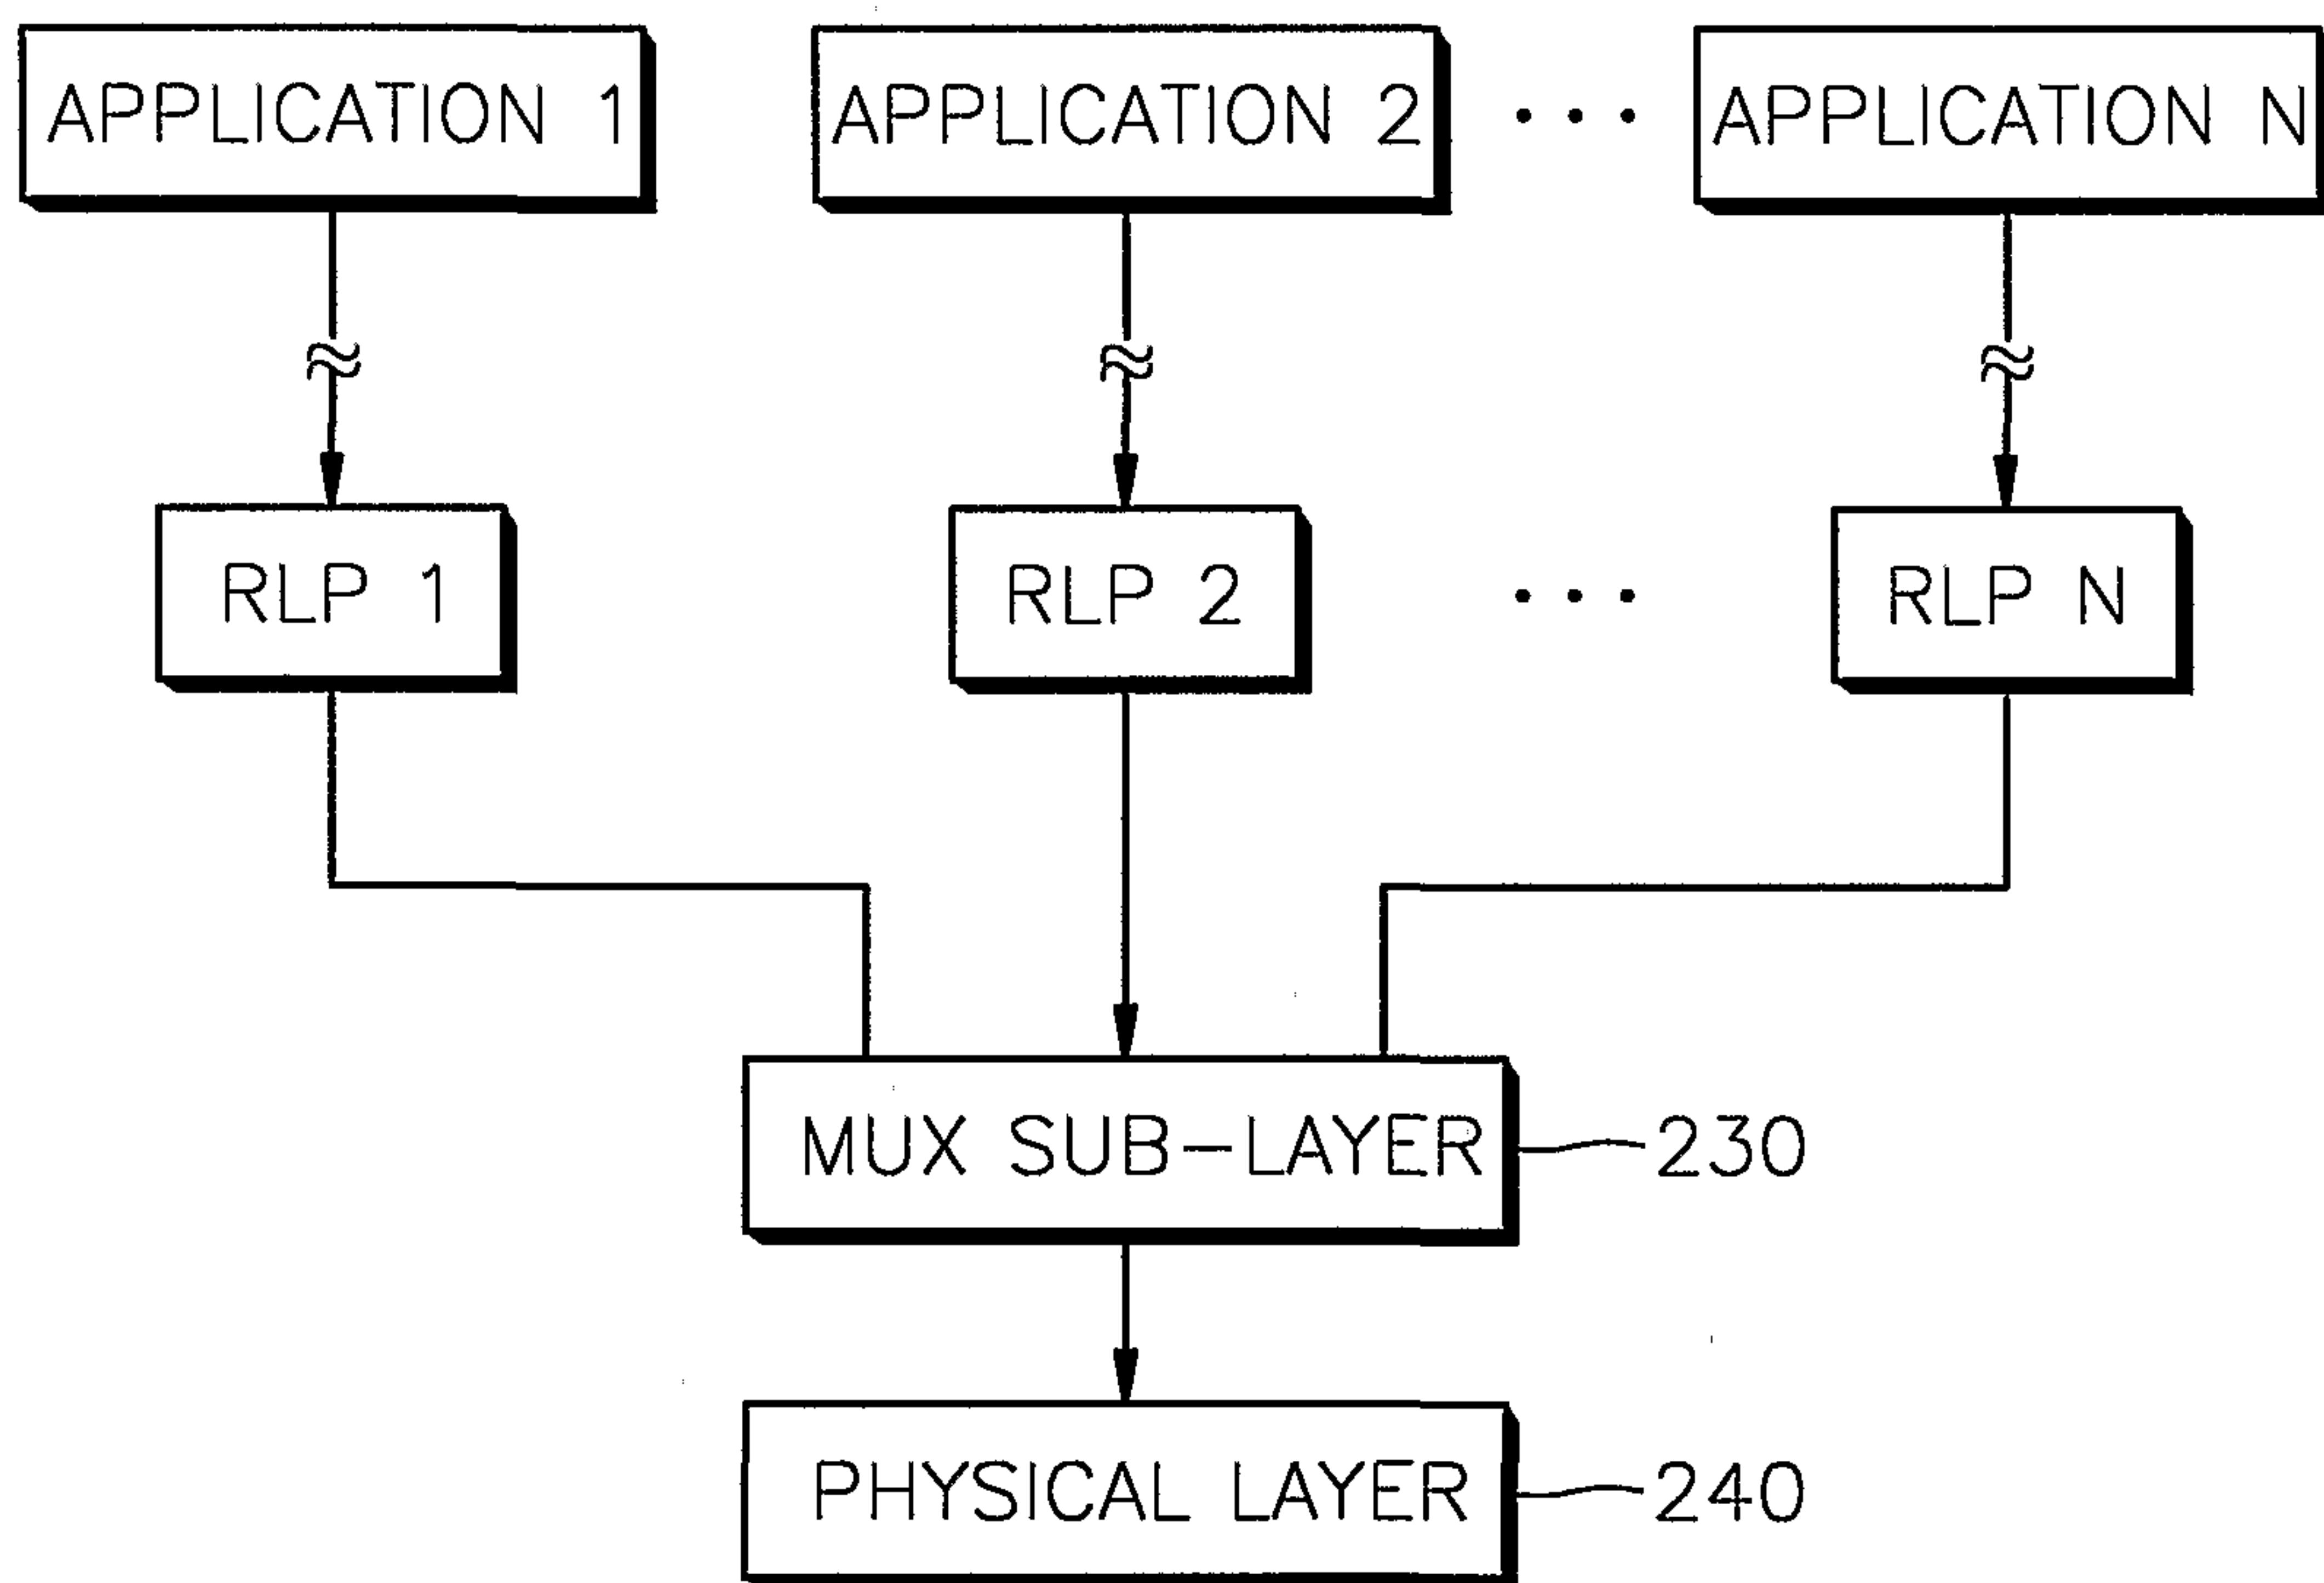 APPLICATION 1
APPLICATION 2
• • •
APPLICATION N
RLP 1
RLP 2
• • •
RLP N
MUX SUB-LAYER
230
PHYSICAL LAYER
240